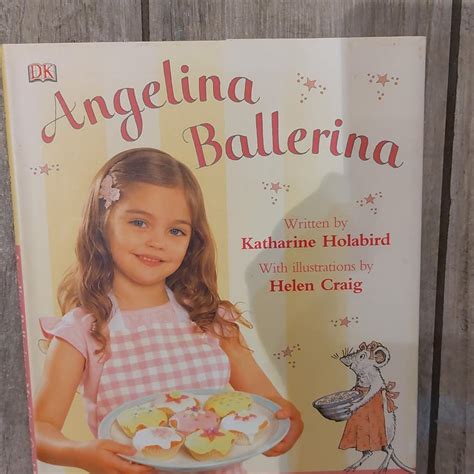 DK
Angelina
Ballerina
Written by
Katharine Holabird
With illustrations by
Helen Craig